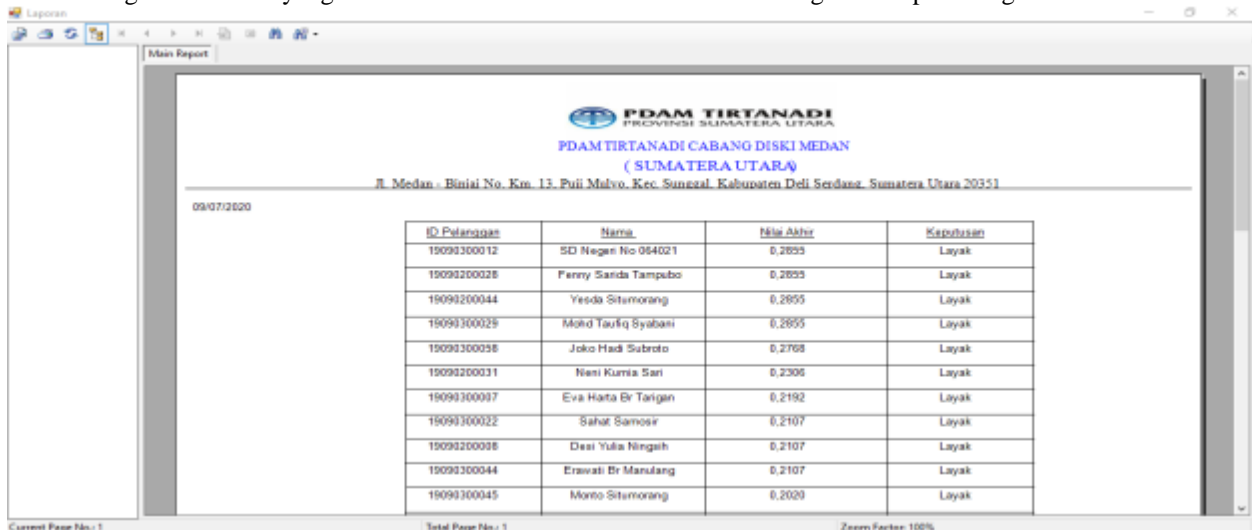 Laporan
Main Report
PDAM TIRTANADI
PROVINSI SUMATERA UTARA
PDAM TIRTANADI CABANG DISKI MEDAN
( SUMATERA UTARA)
Jl. Medan - Binjai No. Km. 13, Puji Mulyo, Kec. Sunggal, Kabupaten Deli Serdang, Sumatera Utara 20351
09/07/2020
ID Pelanggan Nama Nilai Akhir Keputusan
19090300012 SD Negeri No 064021 0,2855 Layak
19090200028 Fenny Sarida Tampubo 0,2855 Layak
19090200044 Yesda Situmorang 0,2855 Layak
19090300029 Mohd Taufiq Syabani 0,2855 Layak
19090300056 Joko Hadi Subroto 0,2768 Layak
19090200031 Neni Kurnia Sari 0,2306 Layak
19090300007 Eva Harta Br Tarigan 0,2192 Layak
19090300022 Sahat Samosir 0,2107 Layak
19090200008 Desi Yulia Ningsih 0,2107 Layak
19090300044 Erawati Br Manulang 0,2107 Layak
19090300045 Monto Situmorang 0,2020 Layak
Current Page No.: 1 Total Page No.: 1 Zoom Factor: 100%